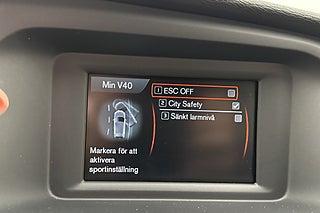 Min V40
1 ESC OFF
2 City Safety
3 Sänkt larmnivå
Markera för att
aktivera
sportinställning